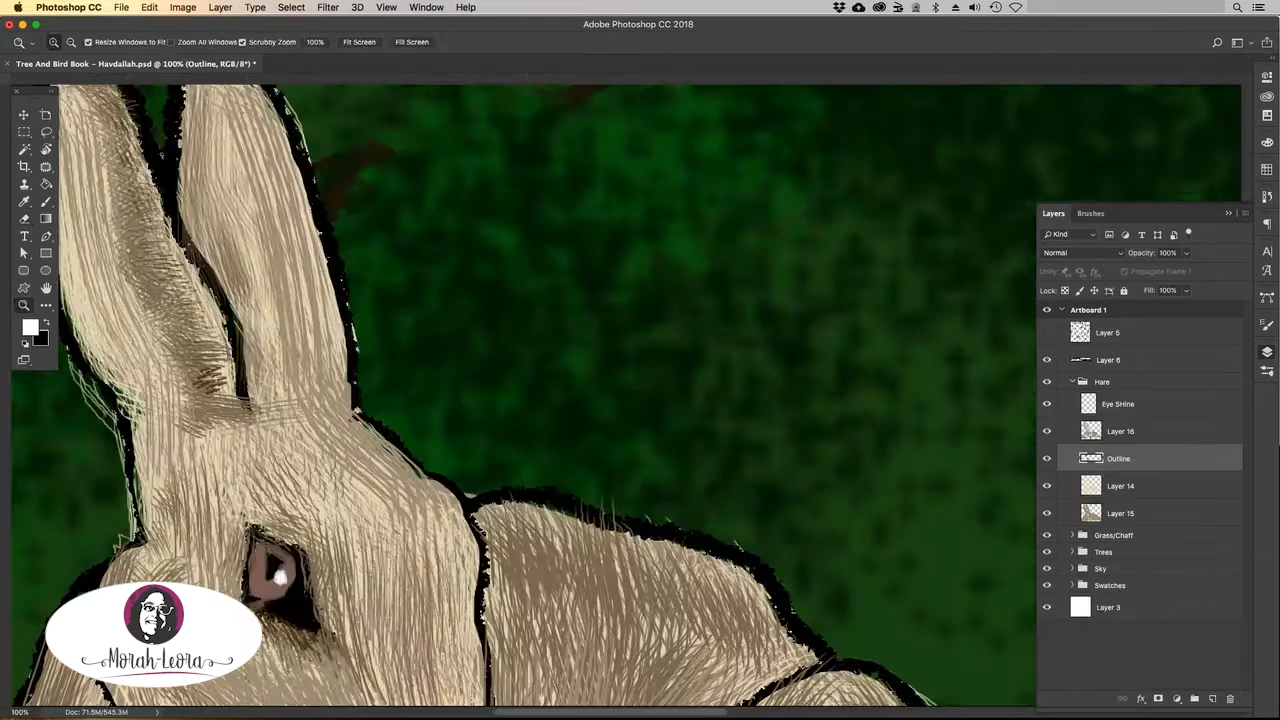 Photoshop CC File Edit Image Layer Type Select Filter 3D View Window Help
Adobe Photoshop CC 2018
Resize Windows to Fit Zoom All Windows Scrubby Zoom 100% Fit Screen Fill Screen
Tree And Bird Book – Havdallah.psd @ 100% (Outline, RGB/8*) *
Layers Brushes
Kind
Normal Opacity: 100%
Unify: Propagate Frame 1
Lock: Fill: 100%
Artboard 1
Layer 5
Layer 6
Hare
Eye SHine
Layer 16
Outline
Layer 14
Layer 15
Grass/Chaff
Trees
Sky
Swatches
Layer 3
Morah-Leora
100% Doc: 71.5M/545.3M